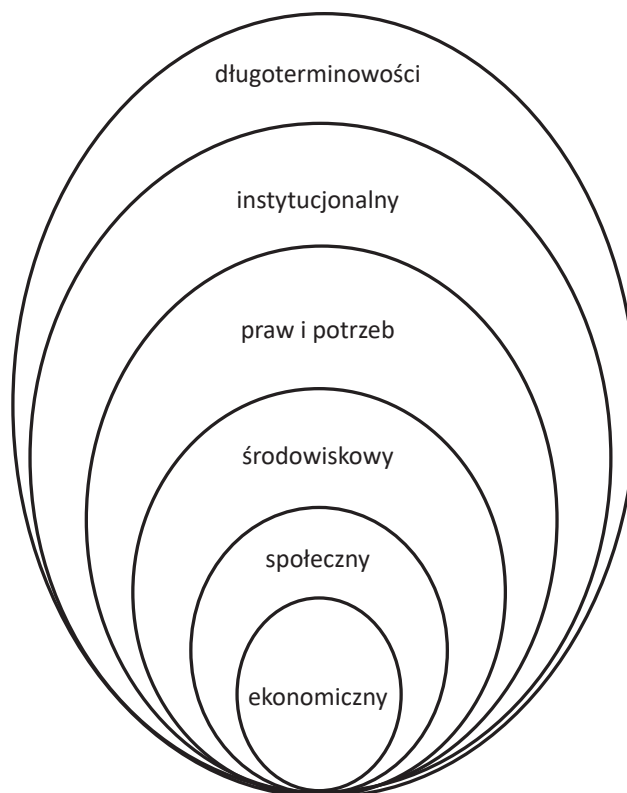 długoterminowości
instytucjonalny
praw i potrzeb
środowiskowy
społeczny
ekonomiczny